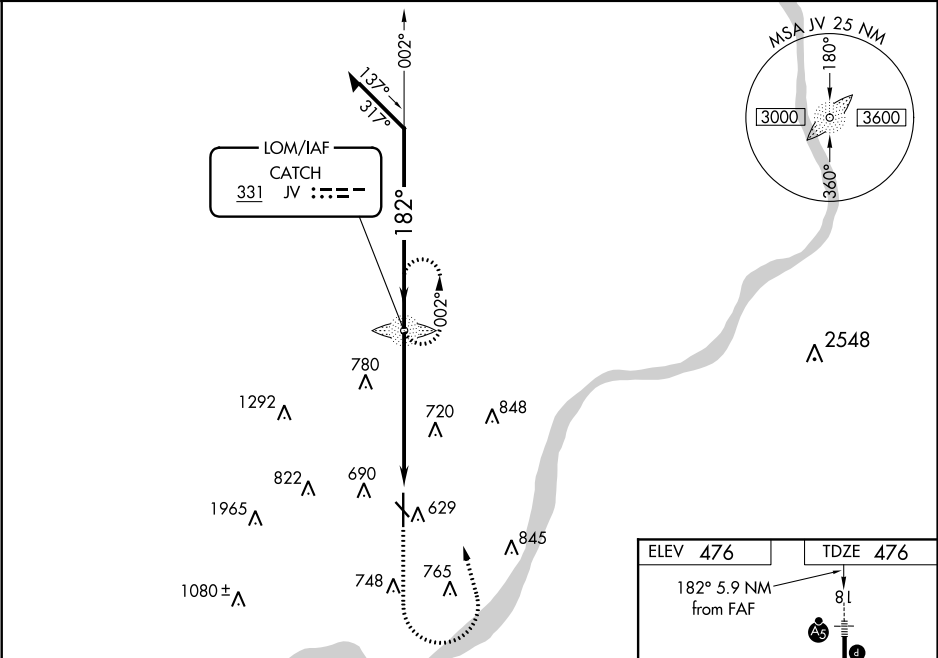 MSA JV 25 NM
180°
3000
3600
360°
002°
137°
317°
LOM/IAF
CATCH
331 JV
182°
002°
2548
780
1292
720
848
822
690
1965
629
845
748
765
1080 ±
ELEV 476
TDZE 476
182° 5.9 NM
from FAF
18
A5
P